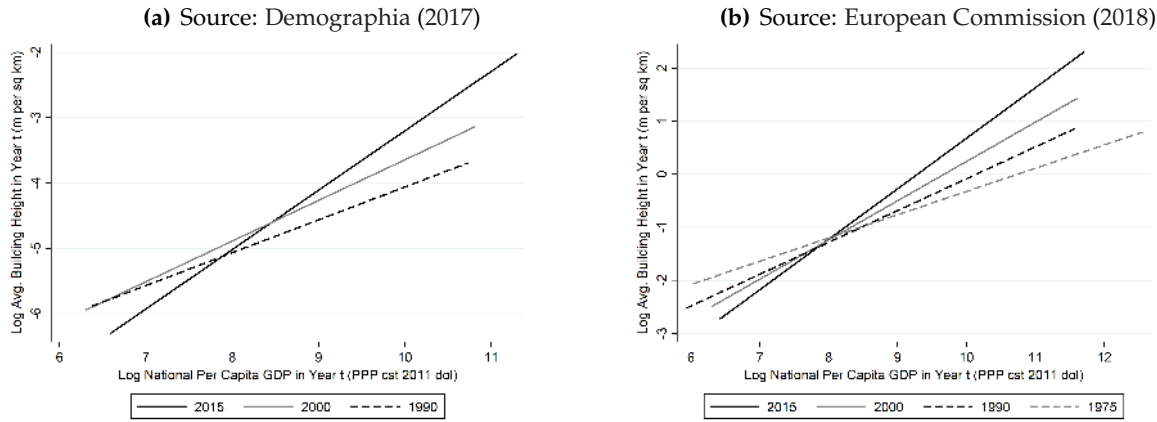 (a) Source: Demographia (2017)
Log Avg. Building Height in Year t (m per sq km)
-2
-3
-4
-5
-6
6 7 8 9 10 11
Log National Per Capita GDP in Year t (PPP cst 2011 dol)
2015 2000 1990
(b) Source: European Commission (2018)
Log Avg. Building Height in Year t (m per sq km)
2
1
0
-1
-2
-3
6 7 8 9 10 11 12
Log National Per Capita GDP in Year t (PPP cst 2011 dol)
2015 2000 1990 1975